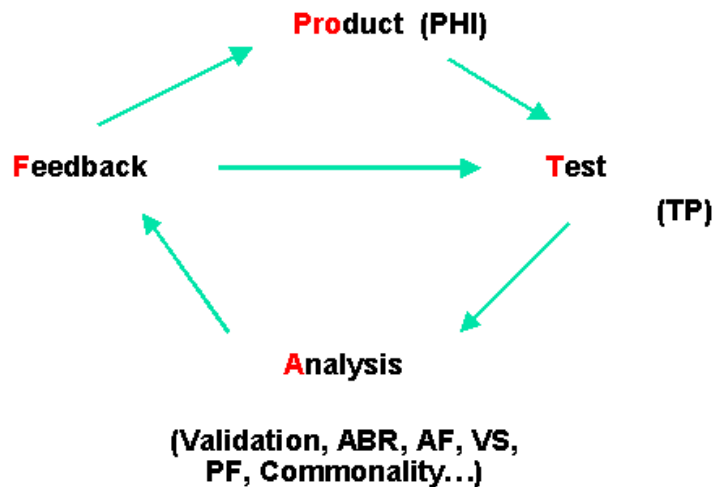 Product (PHI)
Feedback
Test
(TP)
Analysis
(Validation, ABR, AF, VS,
PF, Commonality...)